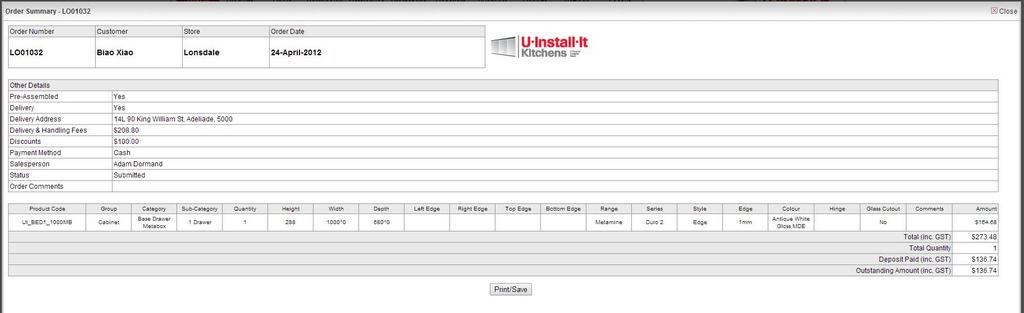 Order Summary - LO01032
Close
Order Number Customer Store Order Date
LO01032 Biao Xiao Lonsdale 24-April-2012
U·Install·It
Kitchens
Other Details
Pre-Assembled Yes
Delivery Yes
Delivery Address 14L 90 King William St, Adeliade, 5000
Delivery & Handling Fees $208.80
Discounts $100.00
Payment Method Cash
Salesperson Adam Dormand
Status Submitted
Order Comments
Product Code Group Category Sub-Category Quantity Height Width Depth Left Edge Right Edge Top Edge Bottom Edge Range Series Style Edge Colour Hinge Glass Cutout Comments Amount
UI_BED1_1000MB Cabinet Base Drawer Metabox 1 Drawer 1 288 1000^0 680^0 Melamine Duro 2 Edge 1mm Antique White Gloss MDE No $164.68
Total (inc. GST) $273.48
Total Quantity 1
Deposit Paid (inc. GST) $136.74
Outstanding Amount (inc. GST) $136.74
Print/Save